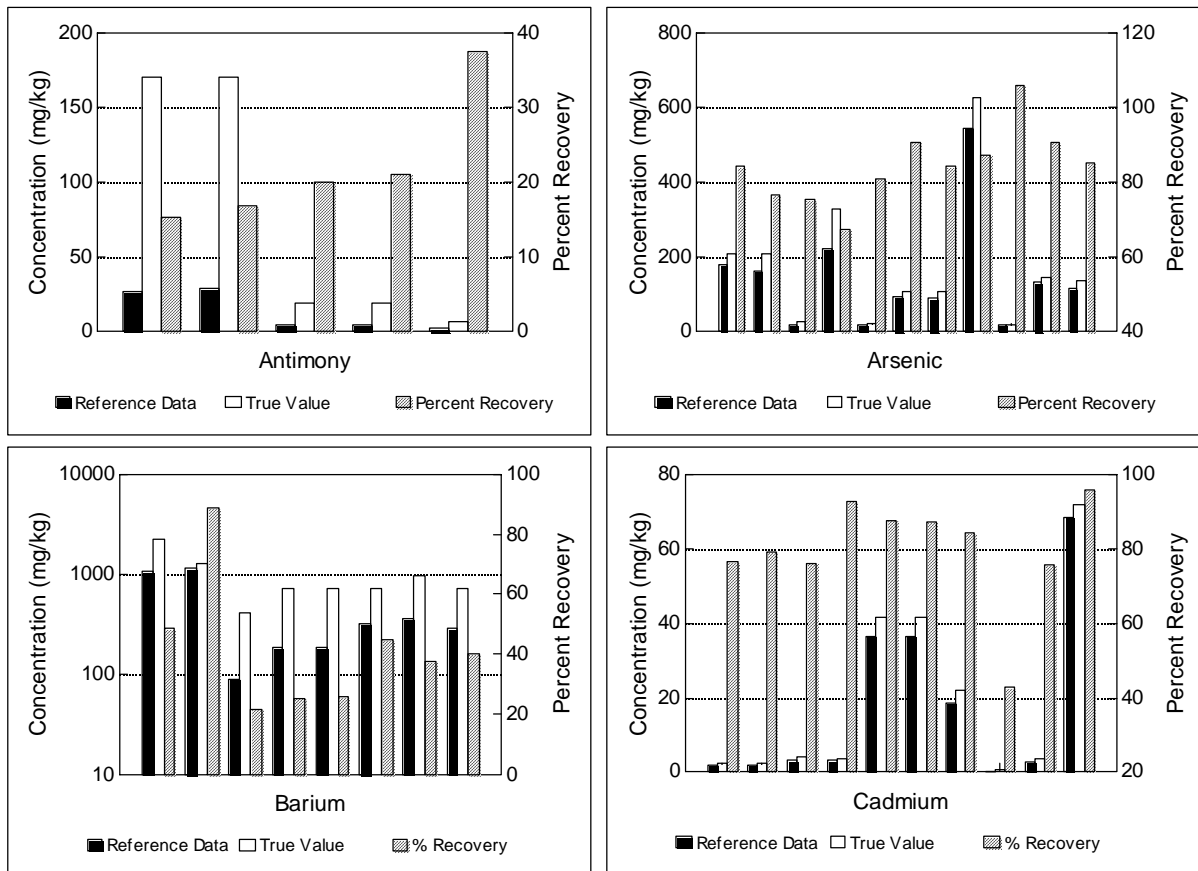 200
150
100
50
0
Concentration (mg/kg)
40
30
20
10
0
Percent Recovery
Antimony
Reference Data True Value Percent Recovery
800
600
400
200
0
Concentration (mg/kg)
120
100
80
60
40
Percent Recovery
Arsenic
Reference Data True Value Percent Recovery
10000
1000
100
10
Concentration (mg/kg)
100
80
60
40
20
0
Percent Recovery
Barium
Reference Data True Value % Recovery
80
60
40
20
0
Concentration (mg/kg)
100
80
60
40
20
Percent Recovery
Cadmium
Reference Data True Value % Recovery